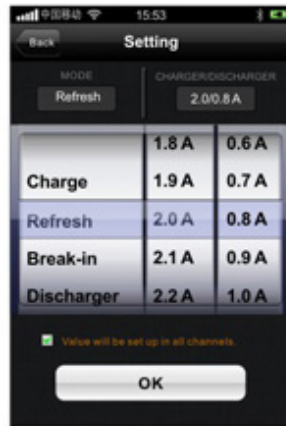 中国移动 15:53
Back Setting
MODE CHARGER/DISCHARGER
Refresh 2.0/0.8 A
1.8 A 0.6 A
Charge 1.9 A 0.7 A
Refresh 2.0 A 0.8 A
Break-in 2.1 A 0.9 A
Discharger 2.2 A 1.0 A
Value will be set up in all channels.
OK